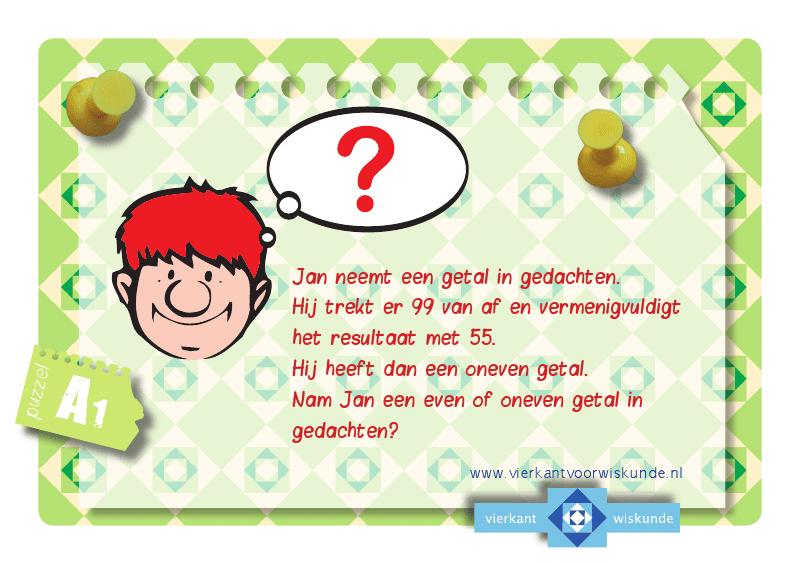 ?
Jan neemt een getal in gedachten.
Hij trekt er 99 van af en vermenigvuldigt
het resultaat met 55.
Hij heeft dan een oneven getal.
Nam Jan een even of oneven getal in
gedachten?
puzzel A1
www.vierkantvoorwiskunde.nl
vierkant wiskunde